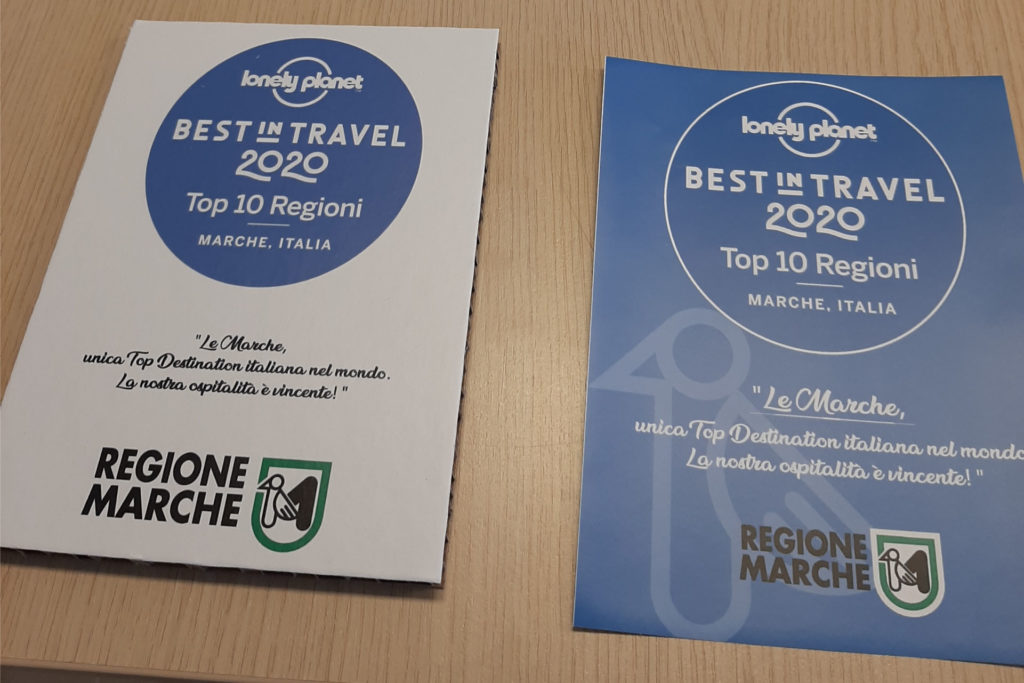 lonely planet
BEST IN TRAVEL
2020
Top 10 Regioni
MARCHE, ITALIA
"Le Marche,
unica Top Destination italiana nel mondo.
La nostra ospitalità è vincente! "
REGIONE
MARCHE
lonely planet
BEST IN TRAVEL
2020
Top 10 Regioni
MARCHE, ITALIA
"Le Marche,
unica Top Destination italiana nel mondo
La nostra ospitalità è vincente! "
REGIONE
MARCHE